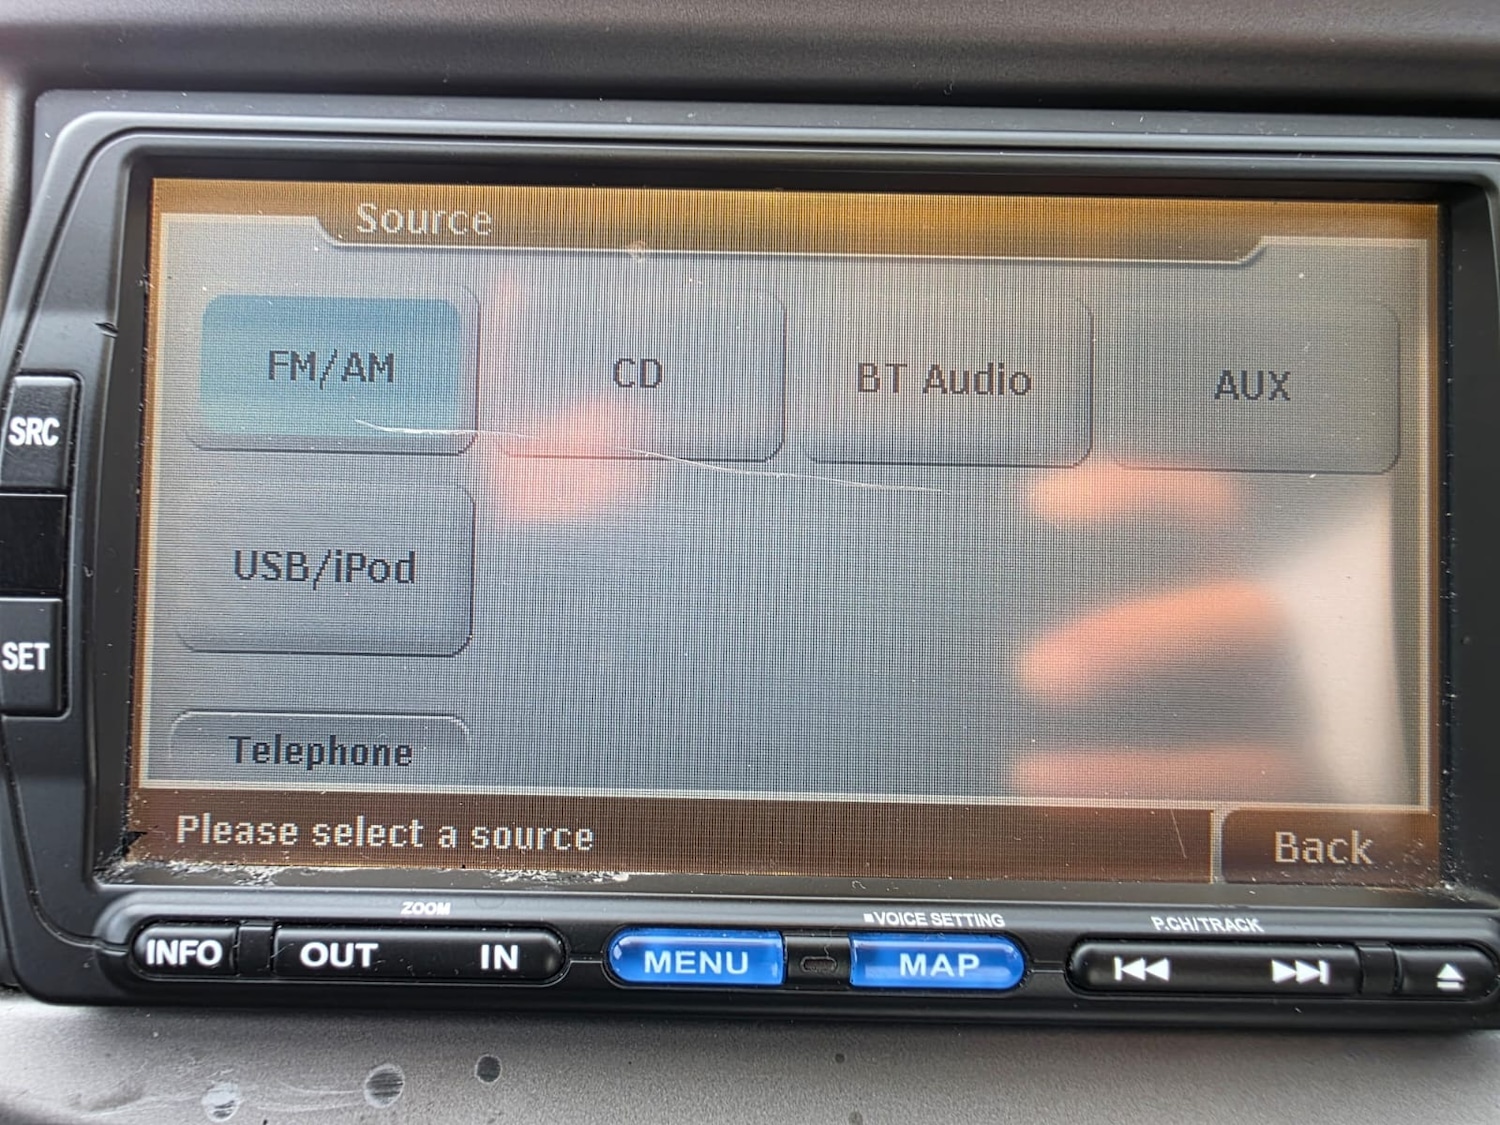 Source
FM/AM
CD
BT Audio
AUX
USB/iPod
Telephone
Please select a source
Back
SRC
SET
ZOOM
INFO
OUT
IN
MENU
■VOICE SETTING
MAP
P.CH/TRACK